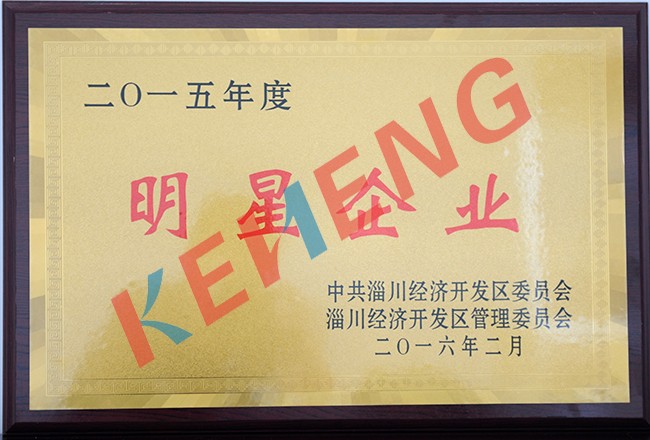 二〇一五年度
明星企业
KEHENG
中共淄川经济开发区委员会
淄川经济开发区管理委员会
二〇一六年二月